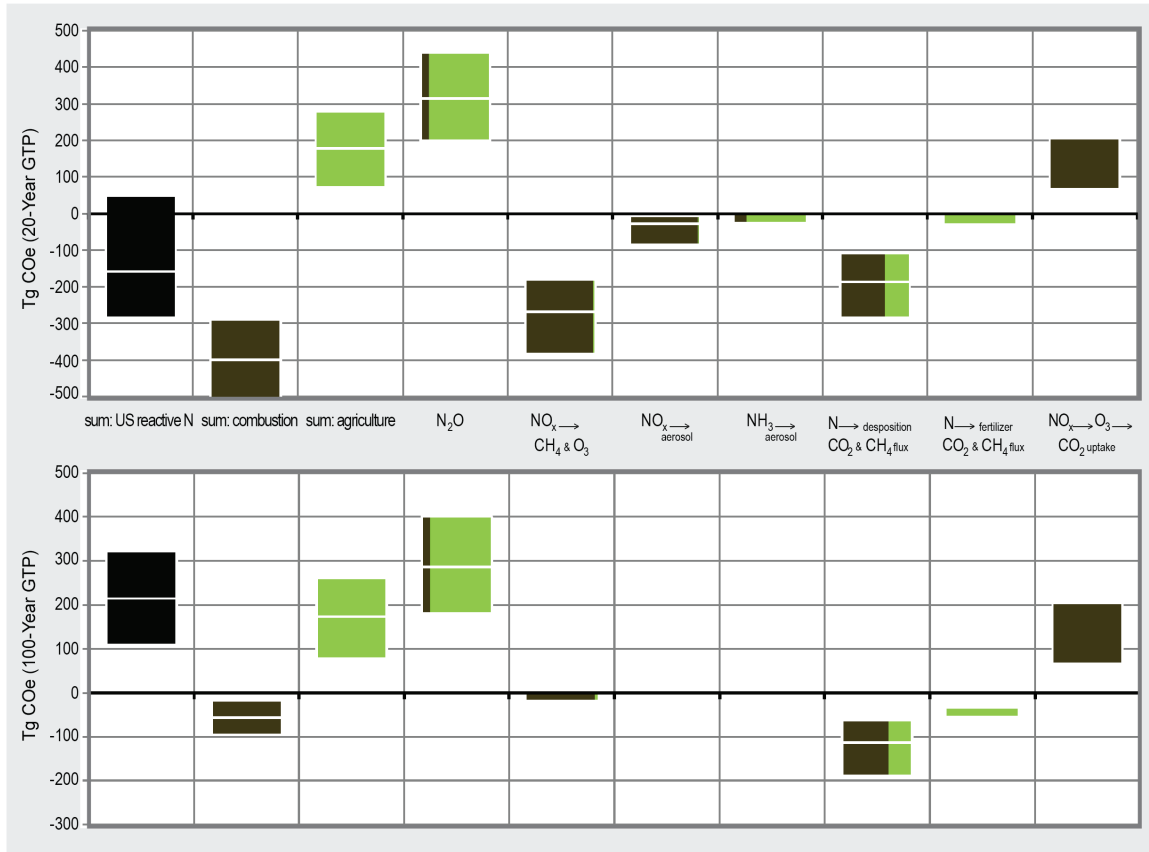 500
400
300
200
100
0
-100
-200
-300
-400
-500
Tg COe (20-Year GTP)
sum: US reactive N
sum: combustion
sum: agriculture
N₂O
NOₓ→
CH₄ & O₃
NOₓ→
aerosol
NH₃→
aerosol
N→ desposition
CO₂ & CH₄ flux
N→ fertilizer
CO₂ & CH₄ flux
NOₓ→O₃→
CO₂ uptake
500
400
300
200
100
0
-100
-200
-300
Tg COe (100-Year GTP)